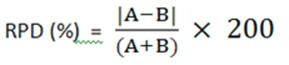 RPD (%) = |A−B| / (A+B) × 200